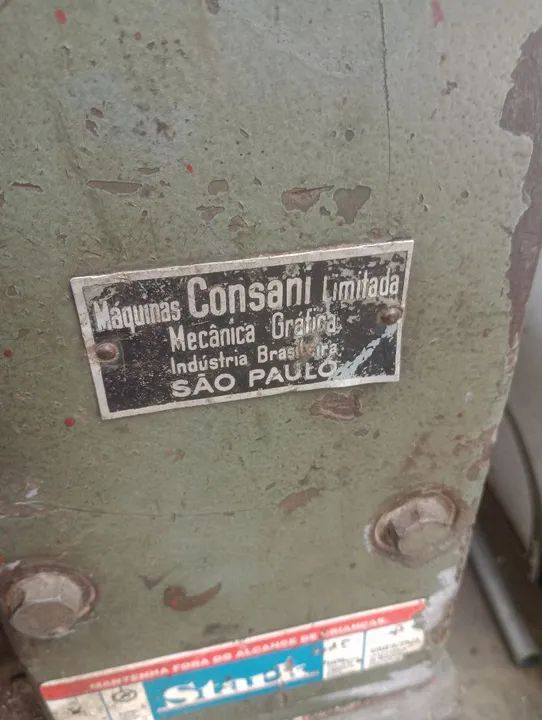 Máquinas Consani Limitada
Mecânica Gráfica
Indústria Brasileira
SÃO PAULO
MANTENHA FORA DO ALCANCE DE CRIANÇAS.
Stark